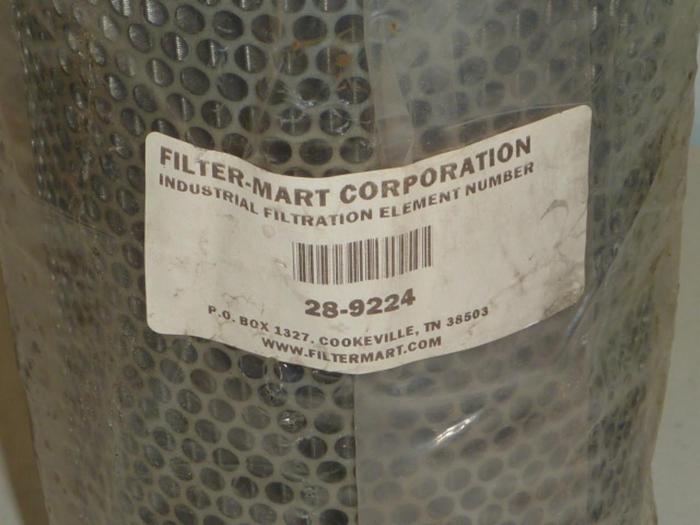 FILTER-MART CORPORATION
INDUSTRIAL FILTRATION ELEMENT NUMBER
28-9224
P.O. BOX 1327, COOKEVILLE, TN 38503
WWW.FILTERMART.COM